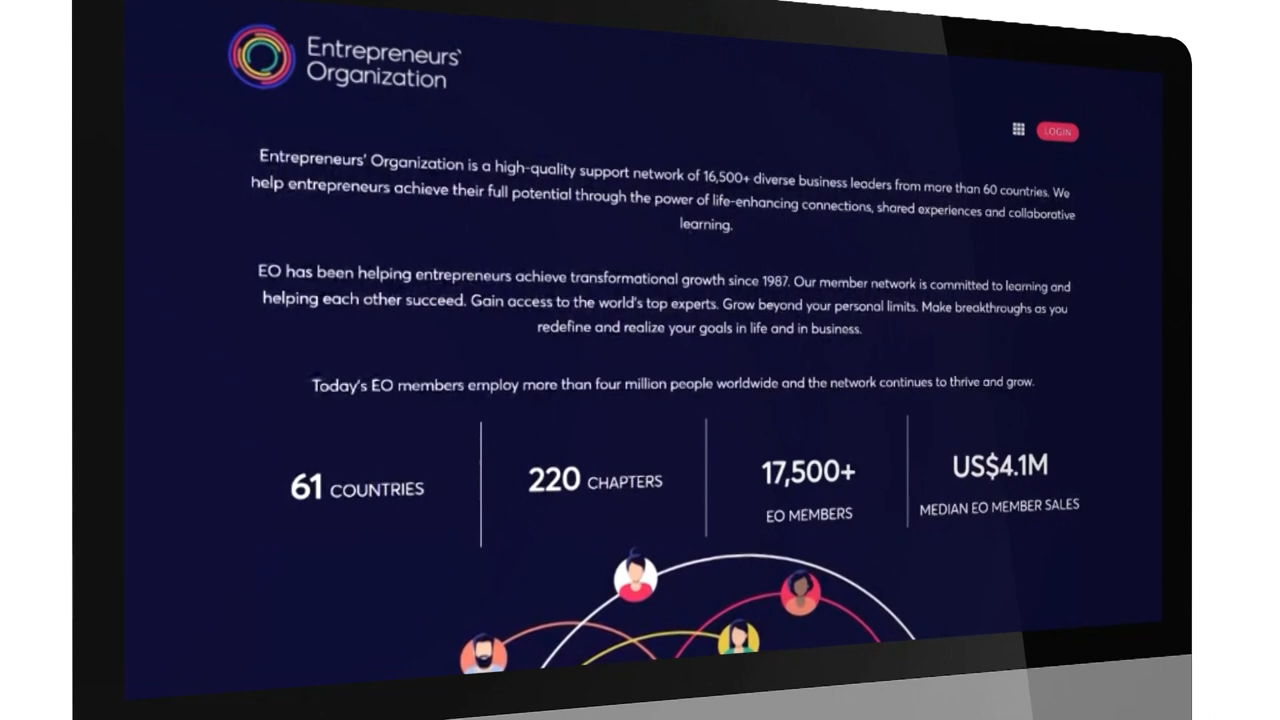 Entrepreneurs'
Organization
LOGIN
Entrepreneurs' Organization is a high-quality support network of 16,500+ diverse business leaders from more than 60 countries. We
help entrepreneurs achieve their full potential through the power of life-enhancing connections, shared experiences and collaborative
learning.
EO has been helping entrepreneurs achieve transformational growth since 1987. Our member network is committed to learning and
helping each other succeed. Gain access to the world's top experts. Grow beyond your personal limits. Make breakthroughs as you
redefine and realize your goals in life and in business.
Today's EO members employ more than four million people worldwide and the network continues to thrive and grow.
61 COUNTRIES
220 CHAPTERS
17,500+
EO MEMBERS
US$4.1M
MEDIAN EO MEMBER SALES